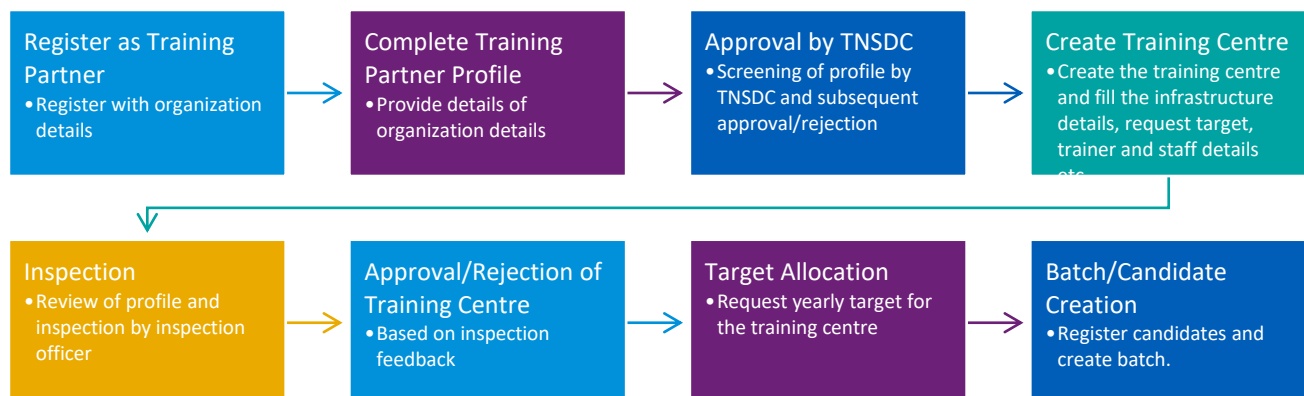 Register as Training
Partner
•Register with organization
details
Complete Training
Partner Profile
•Provide details of
organization details
Approval by TNSDC
•Screening of profile by
TNSDC and subsequent
approval/rejection
Create Training Centre
•Create the training centre
and fill the infrastructure
details, request target,
trainer and staff details
etc
Inspection
•Review of profile and
inspection by inspection
officer
Approval/Rejection of
Training Centre
•Based on inspection
feedback
Target Allocation
•Request yearly target for
the training centre
Batch/Candidate
Creation
•Register candidates and
create batch.